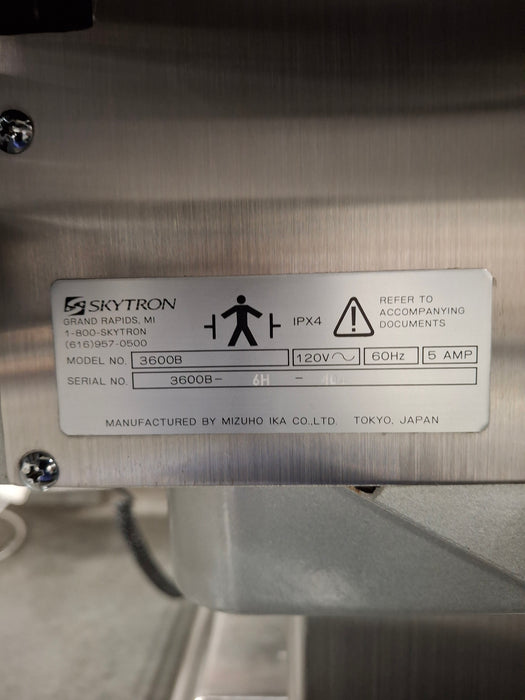 SKYTRON
GRAND RAPIDS, MI
1-800-SKYTRON
(616)957-0500
IPX4
REFER TO
ACCOMPANYING
DOCUMENTS
MODEL NO. 3600B 120V 60Hz 5 AMP
SERIAL NO. 3600B- 6H -
MANUFACTURED BY MIZUHO IKA CO.,LTD. TOKYO, JAPAN